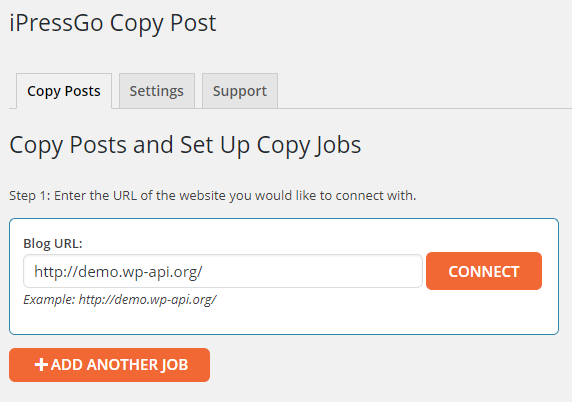 iPressGo Copy Post
Copy Posts Settings Support
Copy Posts and Set Up Copy Jobs
Step 1: Enter the URL of the website you would like to connect with.
Blog URL:
http://demo.wp-api.org/ CONNECT
Example: http://demo.wp-api.org/
+ ADD ANOTHER JOB